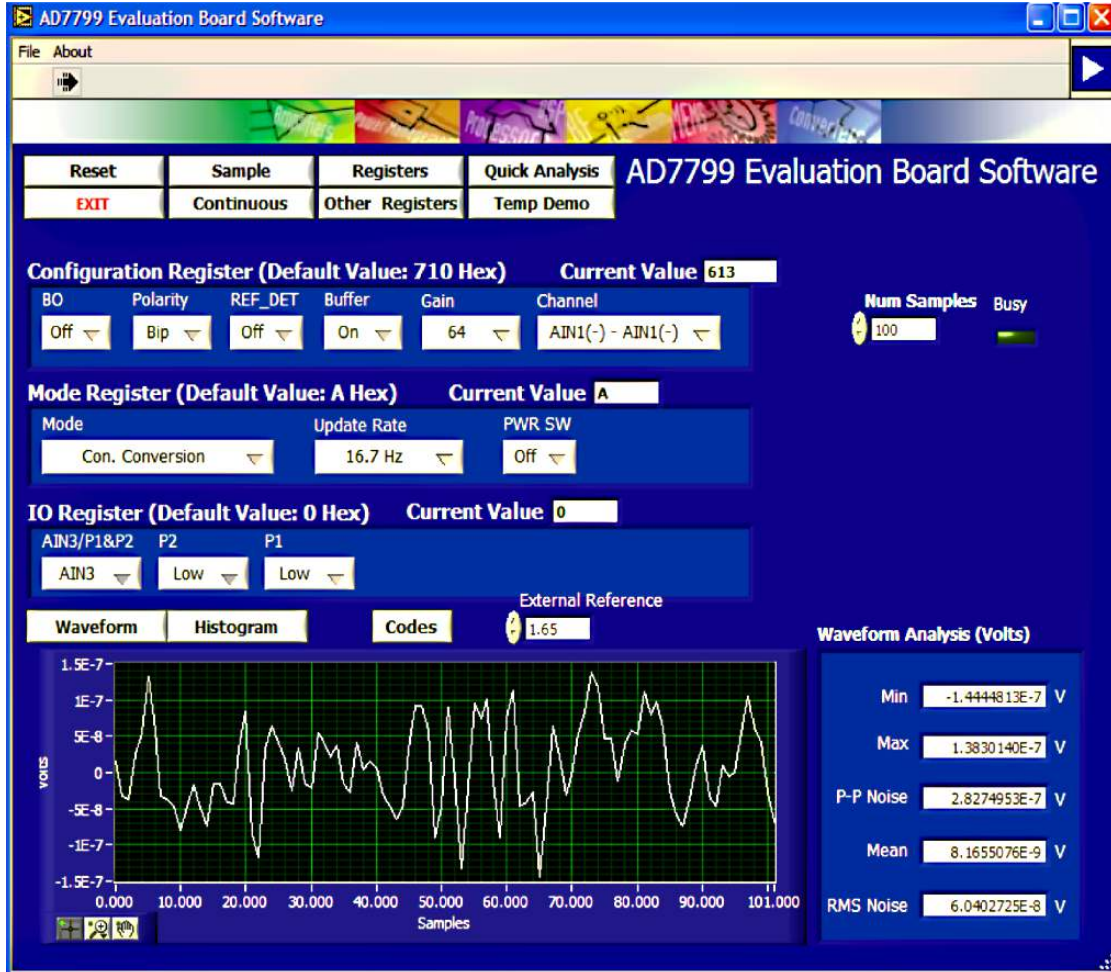 AD7799 Evaluation Board Software
File About
Amplifiers Power Management Processors DSP MEMS Converters
Reset Sample Registers Quick Analysis AD7799 Evaluation Board Software
EXIT Continuous Other Registers Temp Demo
Configuration Register (Default Value: 710 Hex) Current Value 613
BO Polarity REF_DET Buffer Gain Channel Num Samples Busy
Off Bip Off On 64 AIN1(-) - AIN1(-) 100
Mode Register (Default Value: A Hex) Current Value A
Mode Update Rate PWR SW
Con. Conversion 16.7 Hz Off
IO Register (Default Value: 0 Hex) Current Value 0
AIN3/P1&P2 P2 P1
AIN3 Low Low
External Reference
Waveform Histogram Codes 1.65 Waveform Analysis (Volts)
1.5E-7
1E-7
5E-8
0
-5E-8
-1E-7
-1.5E-7
volts
0.000 10.000 20.000 30.000 40.000 50.000 60.000 70.000 80.000 90.000 101.000
Samples
Min -1.4444813E-7 V
Max 1.3830140E-7 V
P-P Noise 2.8274953E-7 V
Mean 8.1655076E-9 V
RMS Noise 6.0402725E-8 V